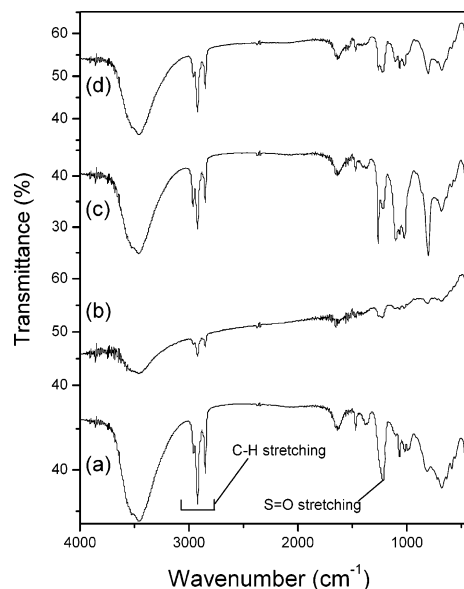 60
50
40
(d)
40
30
(c)
60
50
40
(b)
40
(a)
C-H stretching
S=O stretching
Transmittance (%)
4000 3000 2000 1000
Wavenumber (cm⁻¹)